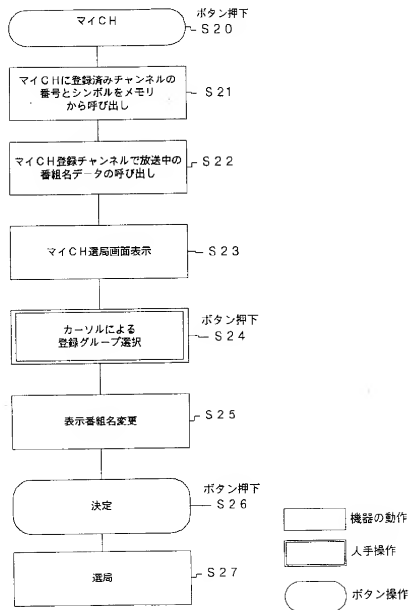 マイCH
ボタン押下
S20
マイCHに登録済みチャンネルの
番号とシンボルをメモリ
から呼び出し
S21
マイCH登録チャンネルで放送中の
番組名データの呼び出し
S22
マイCH選局画面表示
S23
カーソルによる
登録グループ選択
ボタン押下
S24
表示番組名変更
S25
決定
ボタン押下
S26
選局
S27
機器の動作
人手操作
ボタン操作